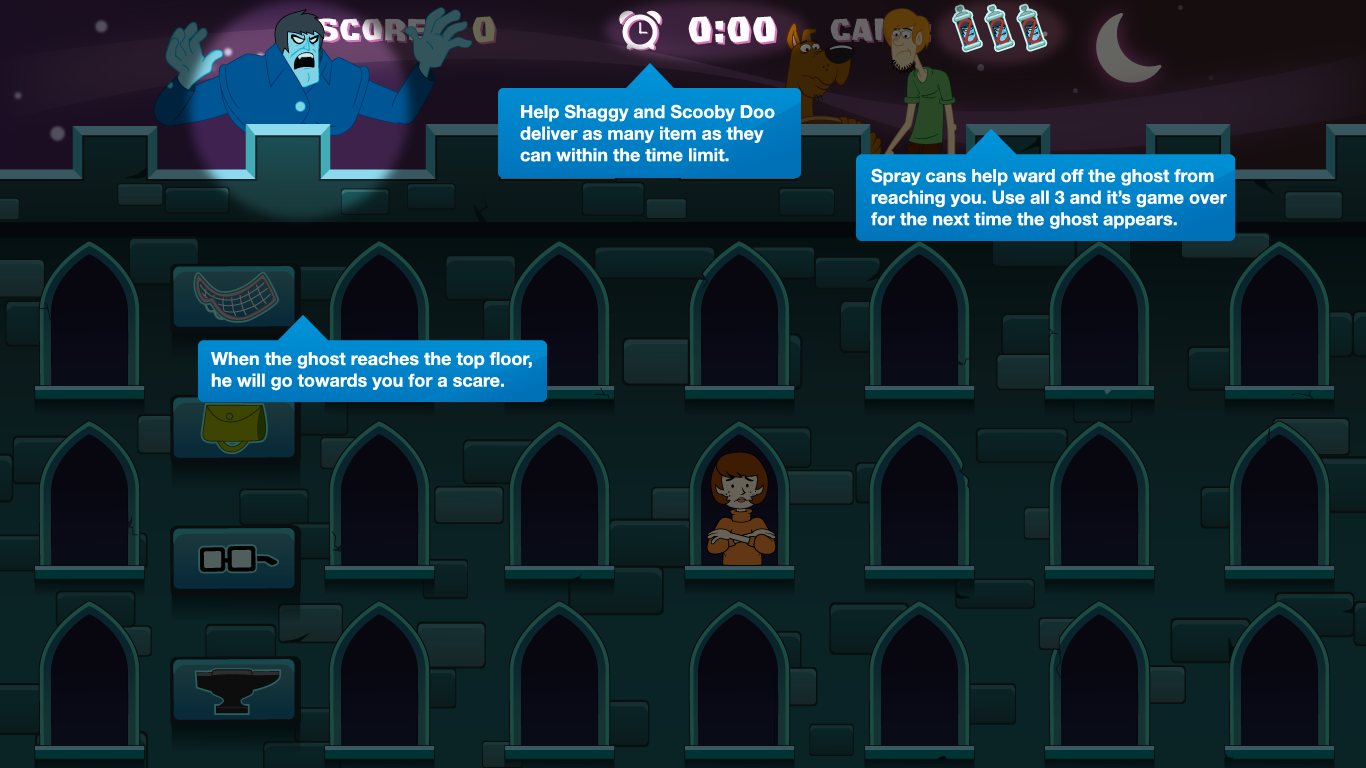 SCORE 0
0:00
Help Shaggy and Scooby Doo
deliver as many item as they
can within the time limit.
Spray cans help ward off the ghost from
reaching you. Use all 3 and it's game over
for the next time the ghost appears.
When the ghost reaches the top floor,
he will go towards you for a scare.